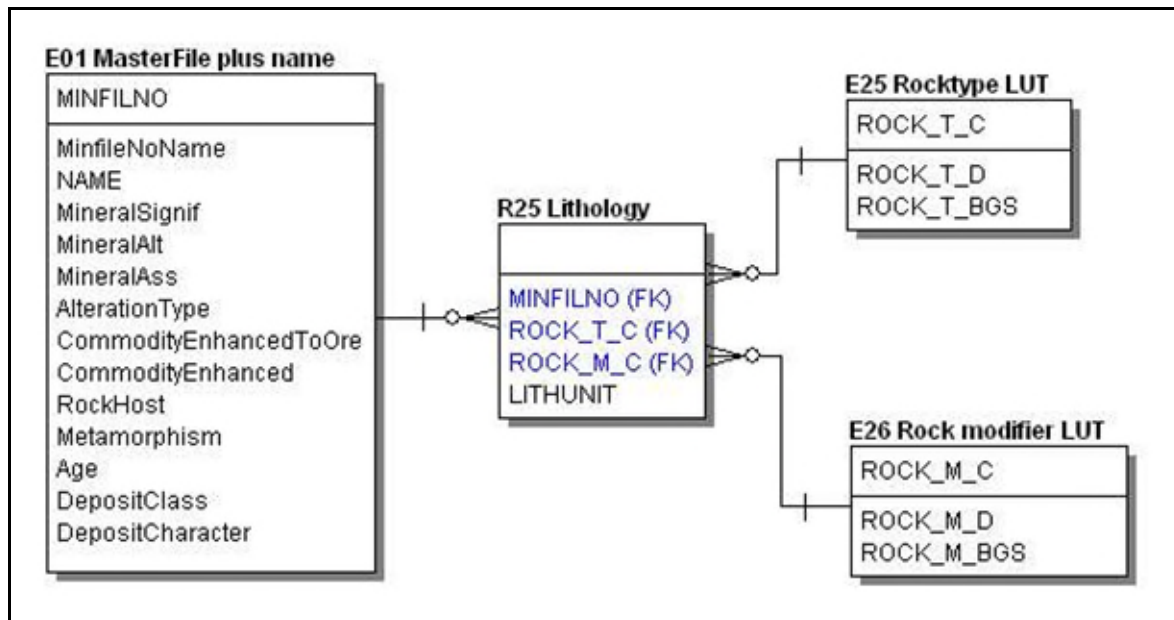 E01 MasterFile plus name
MINFILNO
MinfileNoName
NAME
MineralSignif
MineralAlt
MineralAss
AlterationType
CommodityEnhancedToOre
CommodityEnhanced
RockHost
Metamorphism
Age
DepositClass
DepositCharacter
R25 Lithology
MINFILNO (FK)
ROCK_T_C (FK)
ROCK_M_C (FK)
LITHUNIT
E25 Rocktype LUT
ROCK_T_C
ROCK_T_D
ROCK_T_BGS
E26 Rock modifier LUT
ROCK_M_C
ROCK_M_D
ROCK_M_BGS